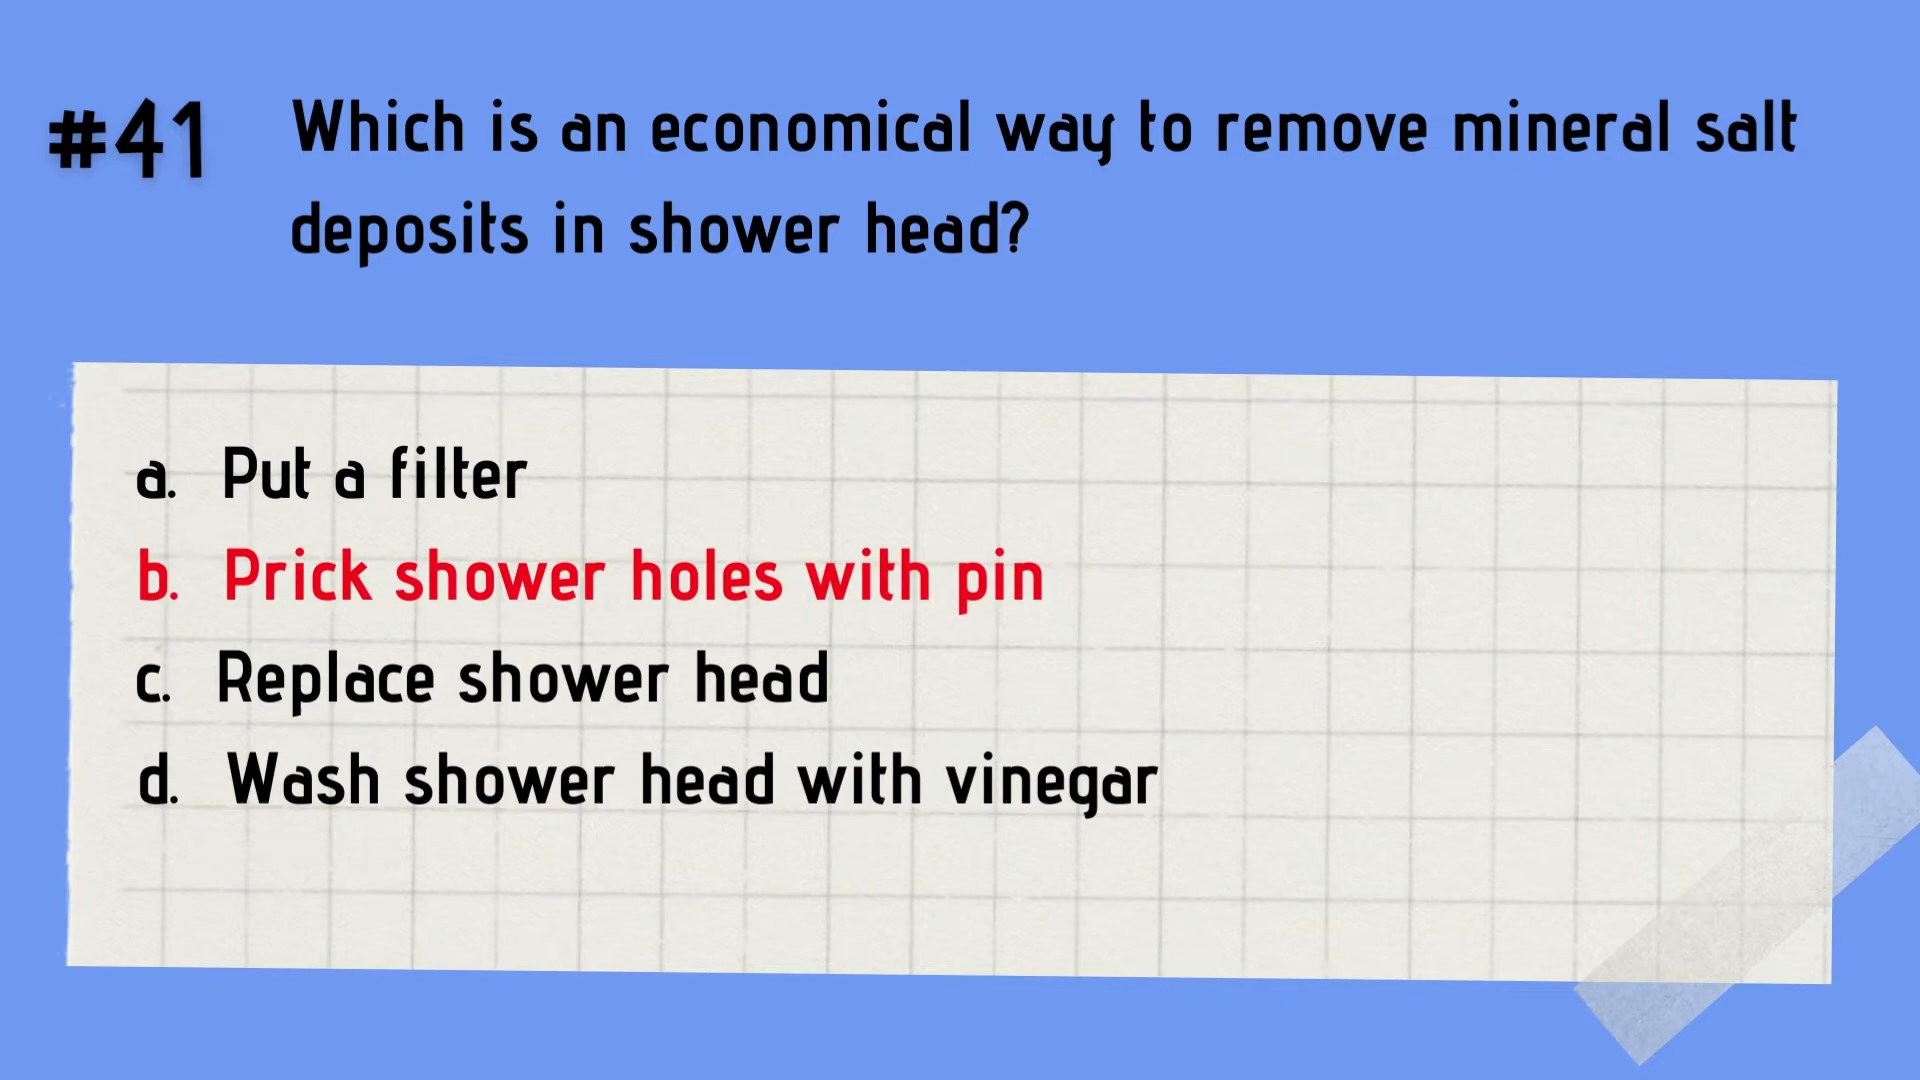 #41 Which is an economical way to remove mineral salt
deposits in shower head?
a. Put a filter
b. Prick shower holes with pin
c. Replace shower head
d. Wash shower head with vinegar